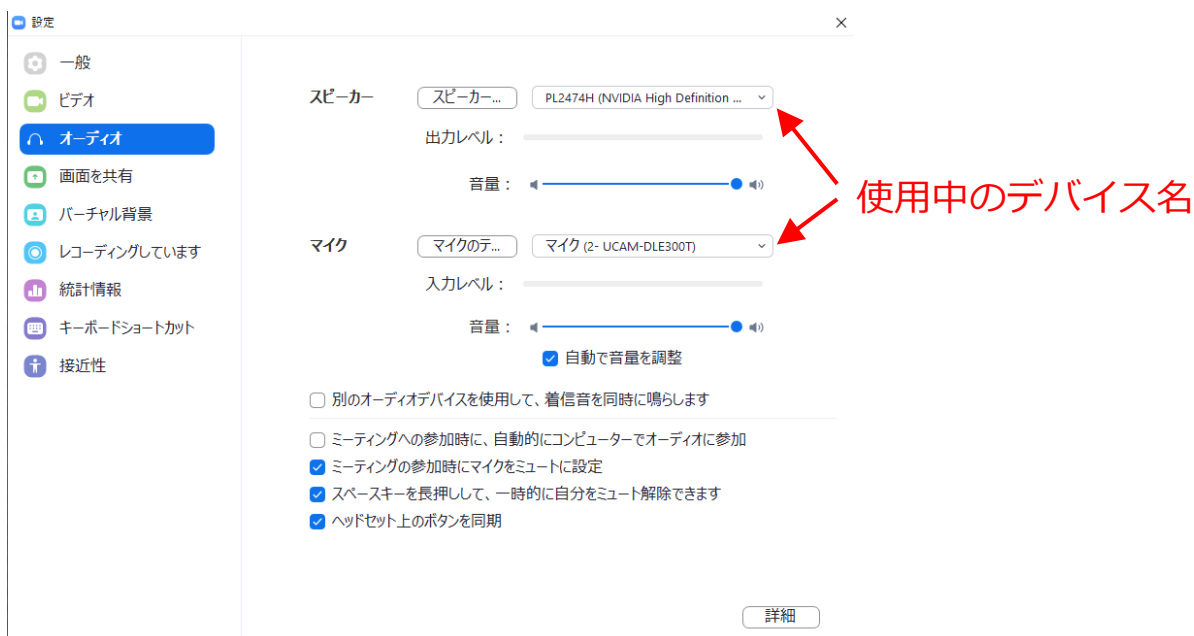 設定
一般
ビデオ
オーディオ
画面を共有
バーチャル背景
レコーディングしています
統計情報
キーボードショートカット
接近性
スピーカー
スピーカー...
PL2474H (NVIDIA High Definition ...
出力レベル：
音量：
マイク
マイクのテ...
マイク (2- UCAM-DLE300T)
入力レベル：
音量：
自動で音量を調整
別のオーディオデバイスを使用して、着信音を同時に鳴らします
ミーティングへの参加時に、自動的にコンピューターでオーディオに参加
ミーティングの参加時にマイクをミュートに設定
スペースキーを長押しして、一時的に自分をミュート解除できます
ヘッドセット上のボタンを同期
詳細
使用中のデバイス名